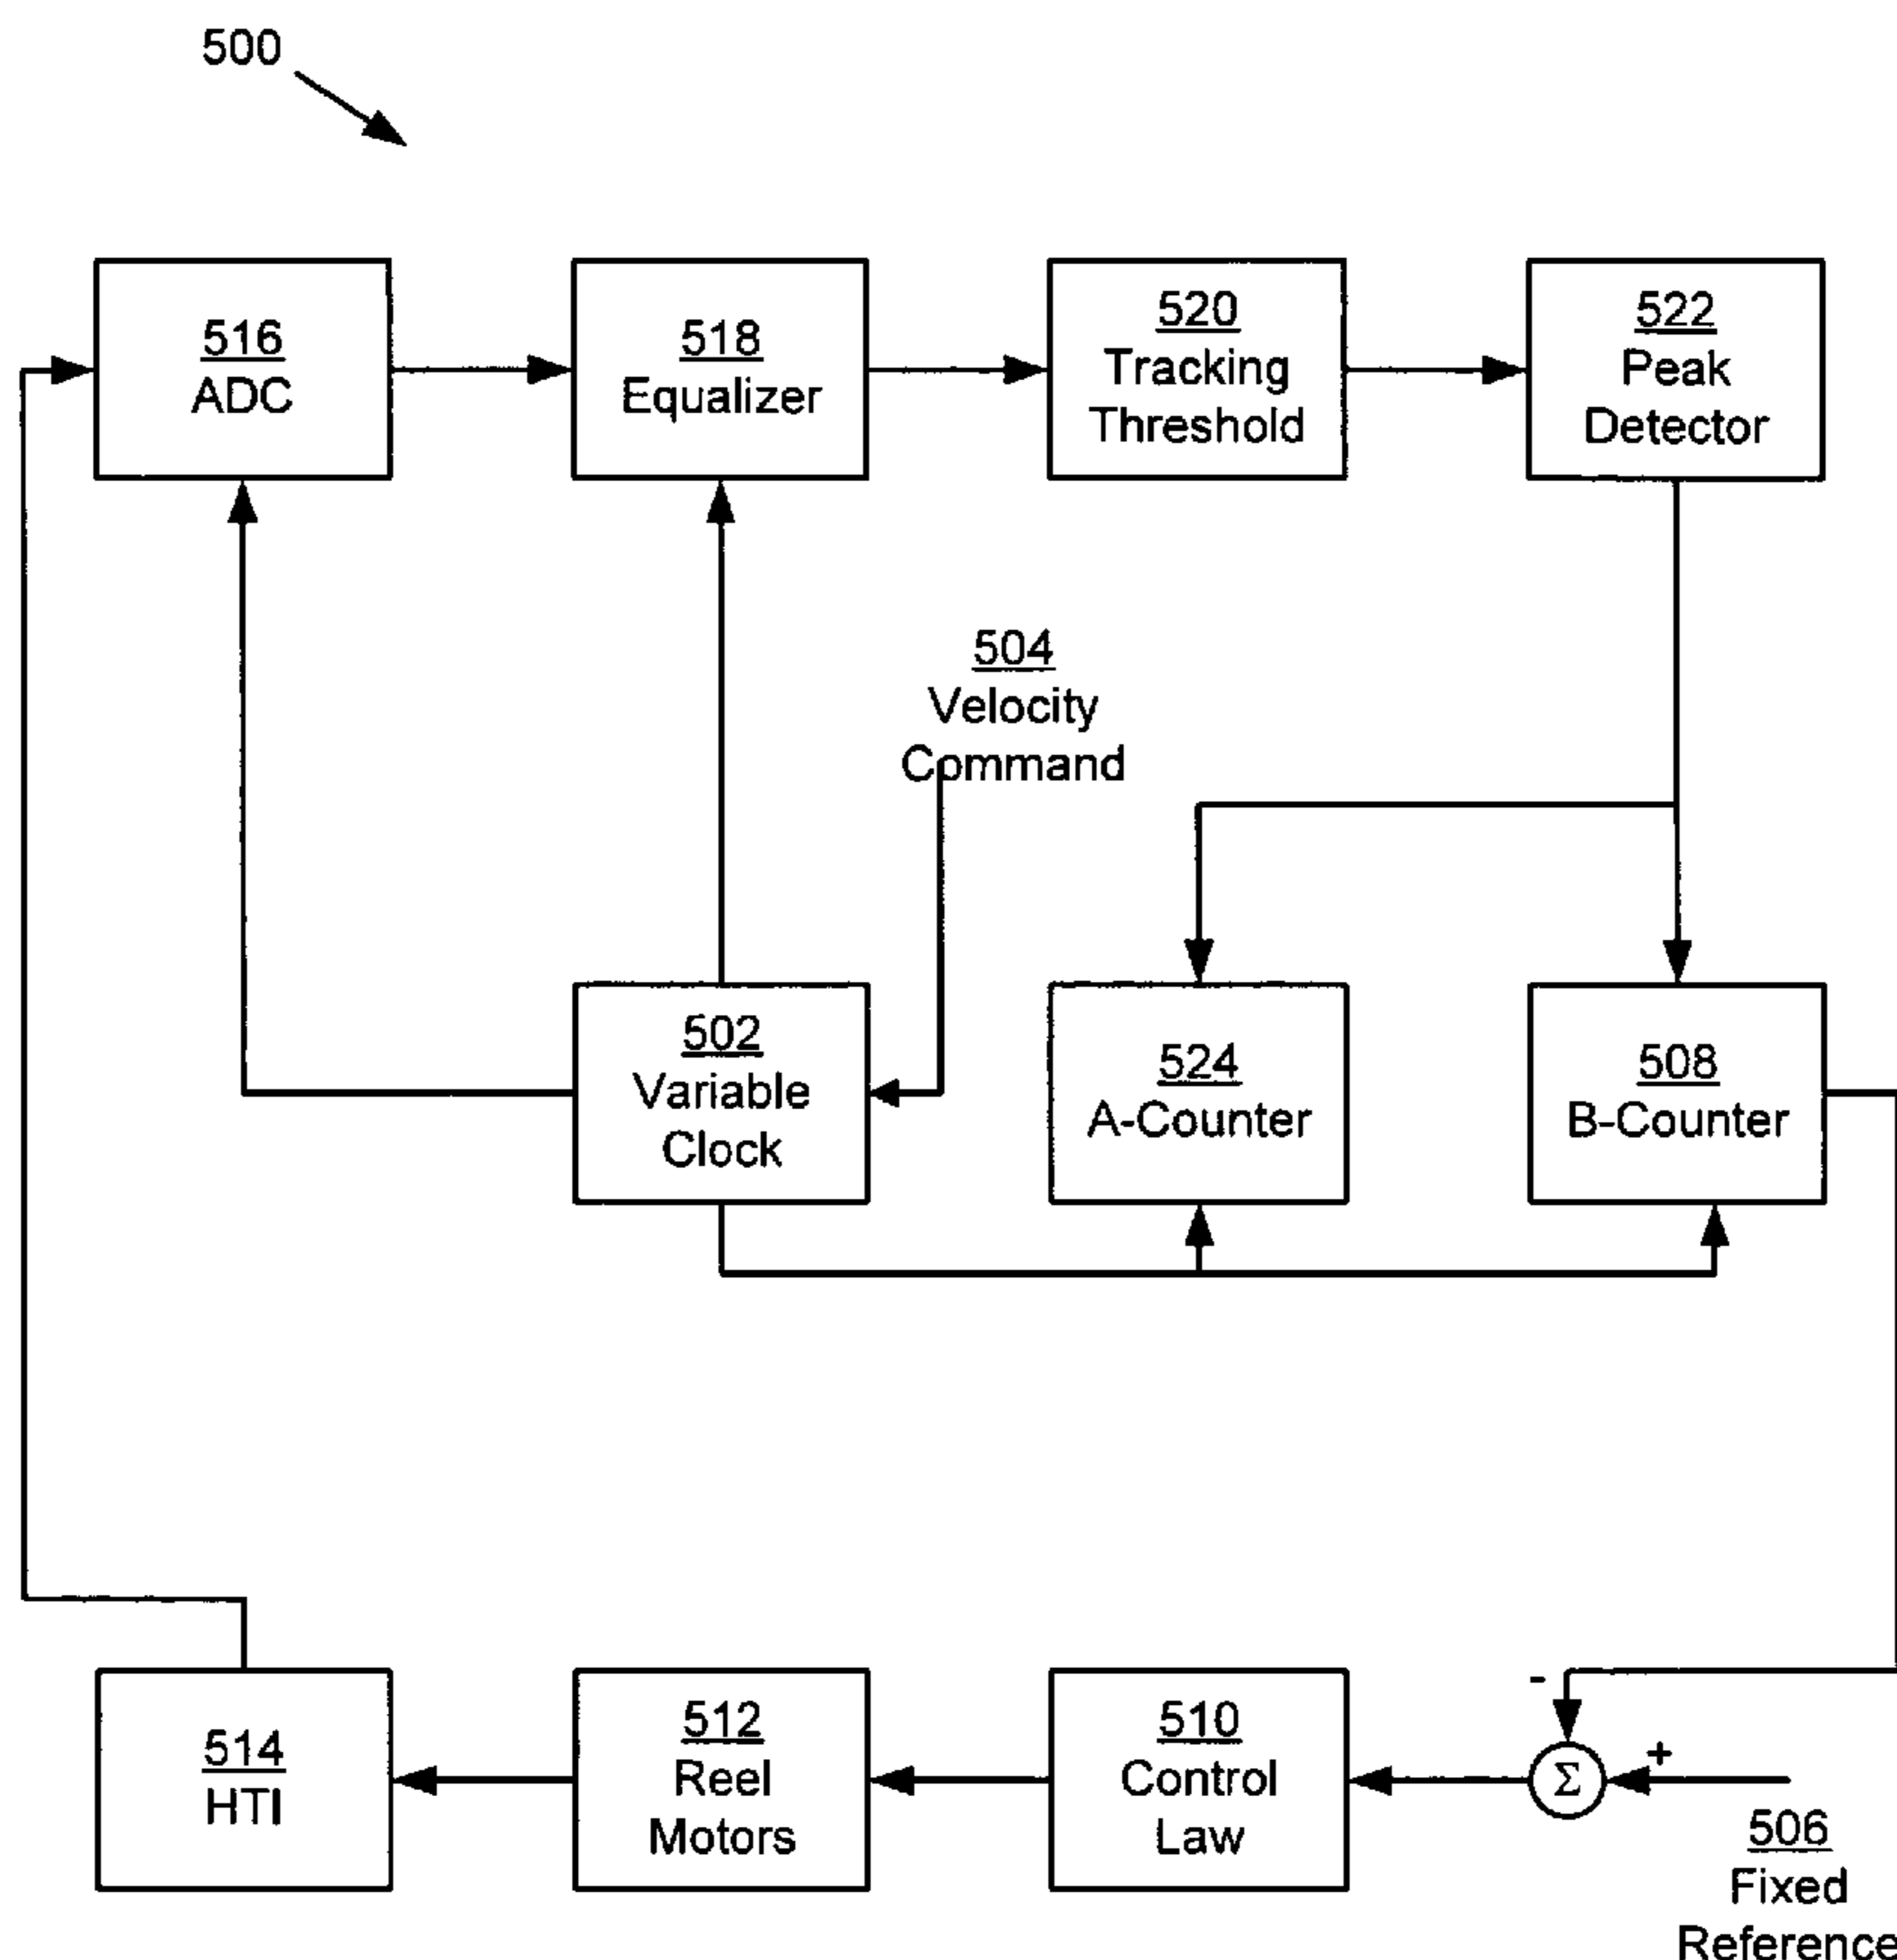 500
516
ADC
518
Equalizer
520
Tracking
Threshold
522
Peak
Detector
504
Velocity
Command
502
Variable
Clock
524
A-Counter
508
B-Counter
514
HTI
512
Reel
Motors
510
Control
Law
-
Σ
+
506
Fixed
Reference